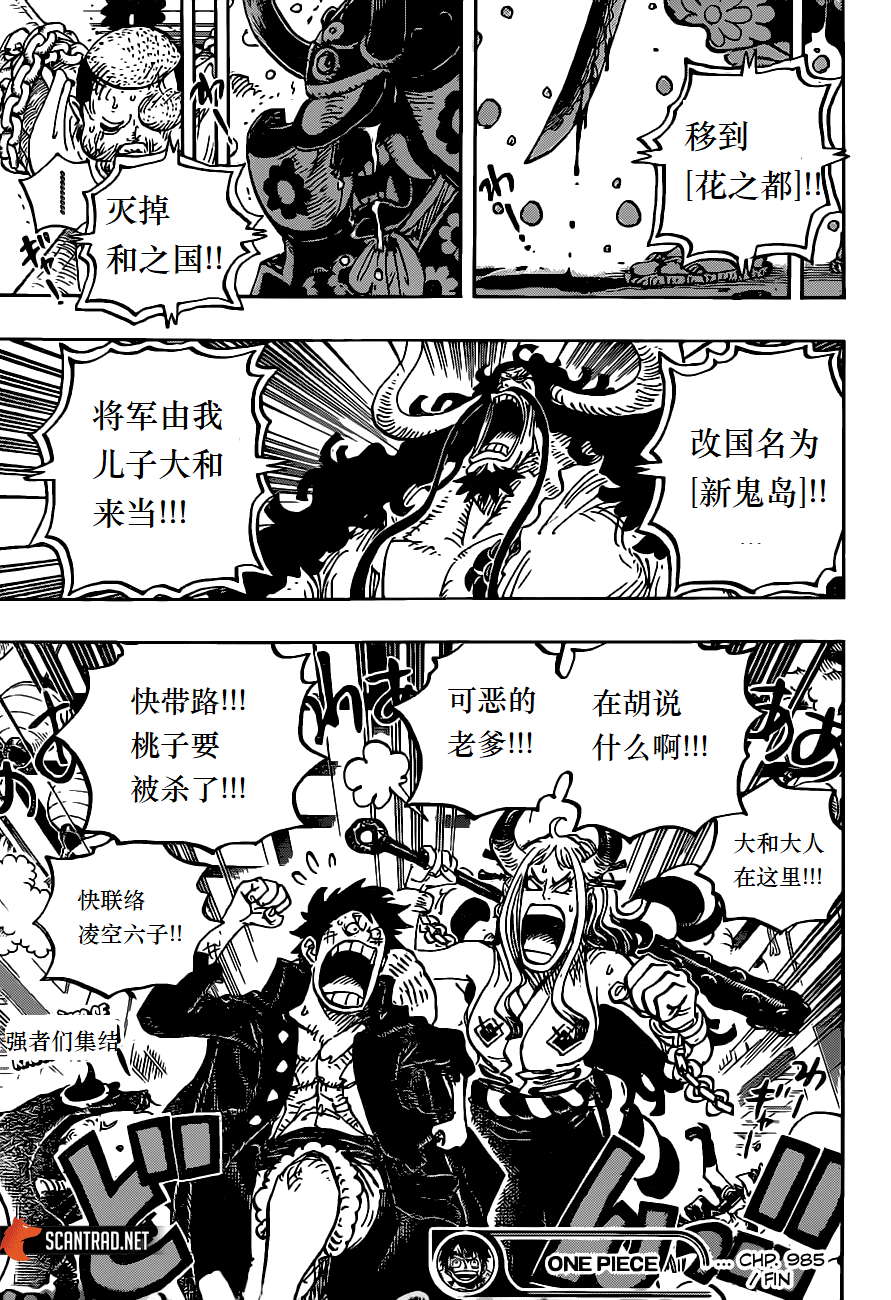 移到
[花之都]!!
灭掉
和之国!!
改国名为
[新鬼岛]!!
...
将军由我
儿子大和
来当!!!
在胡说
什么啊!!!
可恶的
老爹!!!
快带路!!!
桃子要
被杀了!!!
大和大人
在这里!!!
快联络
凌空六子!!
强者们集结
SCANTRAD.NET
ONE PIECE
... CHP. 985
/FIN